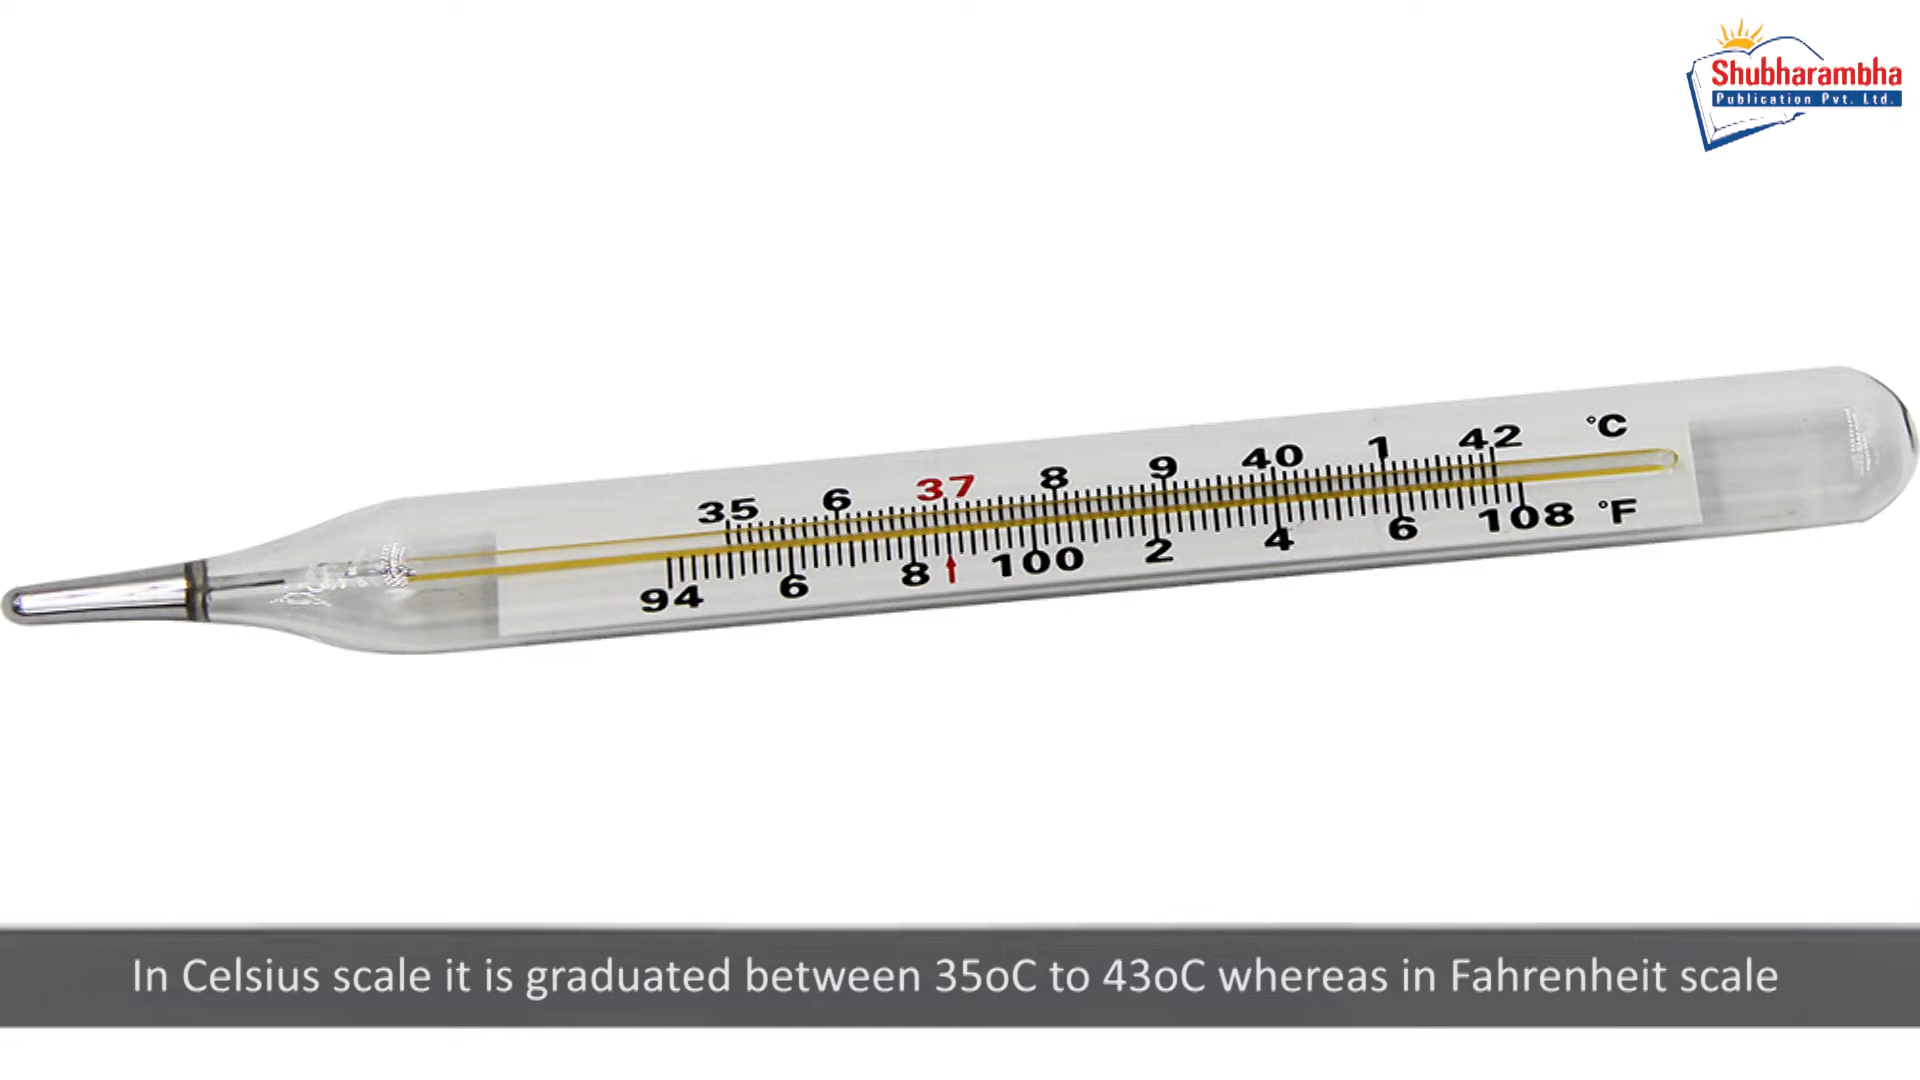 Shubharambha
Publication Pvt. Ltd.
35 6 37 8 9 40 1 42 °C
94 6 8 100 2 4 6 108 °F
In Celsius scale it is graduated between 35oC to 43oC whereas in Fahrenheit scale